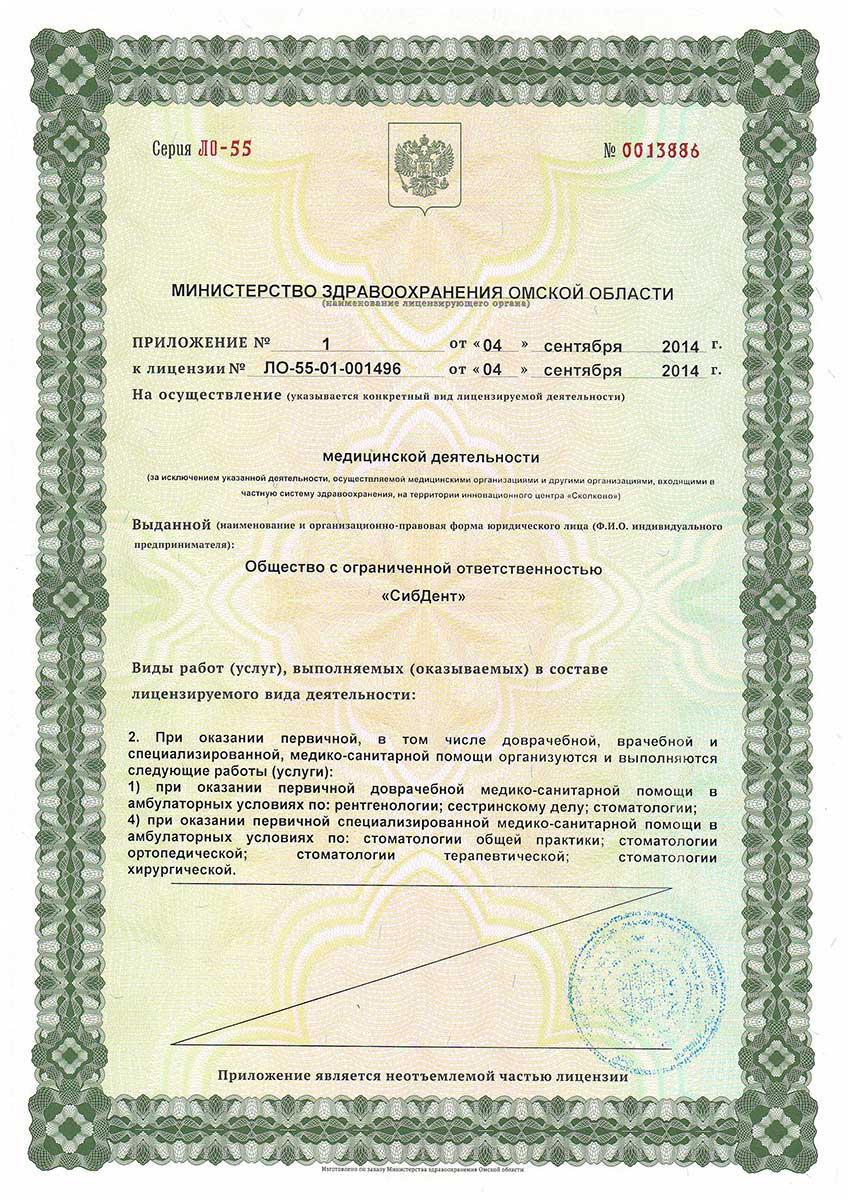 Серия ЛО-55
№ 0013886
МИНИСТЕРСТВО ЗДРАВООХРАНЕНИЯ ОМСКОЙ ОБЛАСТИ
(наименование лицензирующего органа)
ПРИЛОЖЕНИЕ № 1 от «04 » сентября 2014 г.
к лицензии № ЛО-55-01-001496 от «04 » сентября 2014 г.
На осуществление (указывается конкретный вид лицензируемой деятельности)
медицинской деятельности
(за исключением указанной деятельности, осуществляемой медицинскими организациями и другими организациями, входящими в
частную систему здравоохранения, на территории инновационного центра «Сколково»)
Выданной (наименование и организационно-правовая форма юридического лица (Ф.И.О. индивидуального
предпринимателя):
Общество с ограниченной ответственностью
«СибДент»
Виды работ (услуг), выполняемых (оказываемых) в составе
лицензируемого вида деятельности:
2. При оказании первичной, в том числе доврачебной, врачебной и
специализированной, медико-санитарной помощи организуются и выполняются
следующие работы (услуги):
1) при оказании первичной доврачебной медико-санитарной помощи в
амбулаторных условиях по: рентгенологии; сестринскому делу; стоматологии;
4) при оказании первичной специализированной медико-санитарной помощи в
амбулаторных условиях по: стоматологии общей практики; стоматологии
ортопедической; стоматологии терапевтической; стоматологии
хирургической.
Приложение является неотъемлемой частью лицензии
Изготовлено по заказу Министерства здравоохранения Омской области